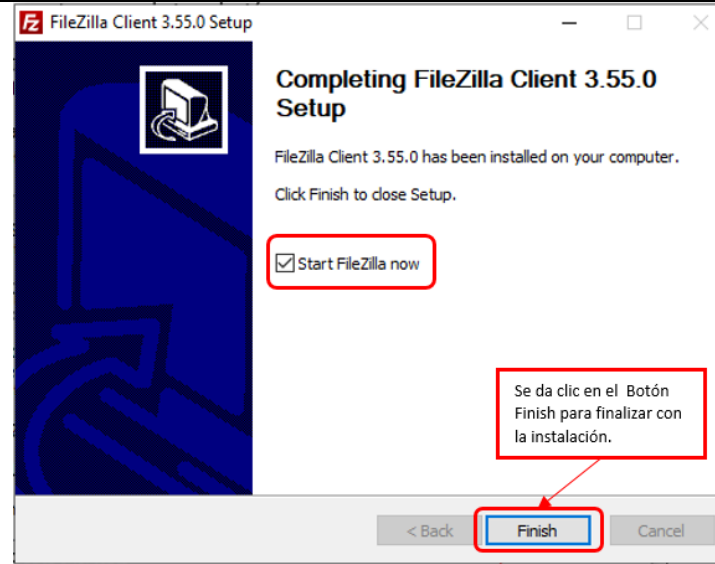 FileZilla Client 3.55.0 Setup
Completing FileZilla Client 3.55.0
Setup
FileZilla Client 3.55.0 has been installed on your computer.
Click Finish to close Setup.
Start FileZilla now
Se da clic en el Botón
Finish para finalizar con
la instalación.
< Back
Finish
Cancel